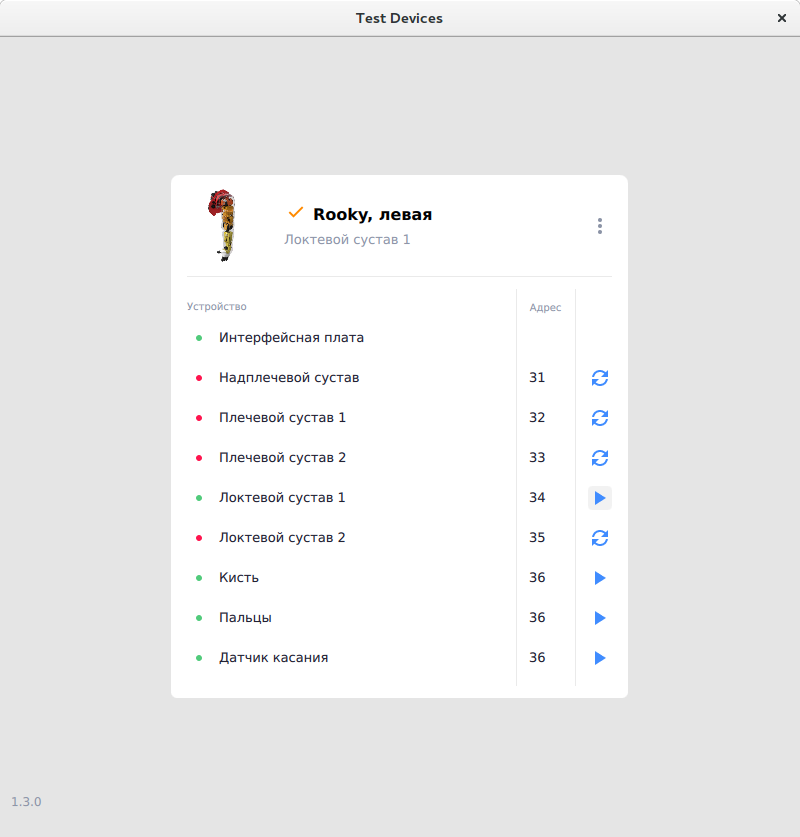 Test Devices
Rooky, левая
Локтевой сустав 1
Устройство Адрес
Интерфейсная плата
Надплечевой сустав 31
Плечевой сустав 1 32
Плечевой сустав 2 33
Локтевой сустав 1 34
Локтевой сустав 2 35
Кисть 36
Пальцы 36
Датчик касания 36
1.3.0